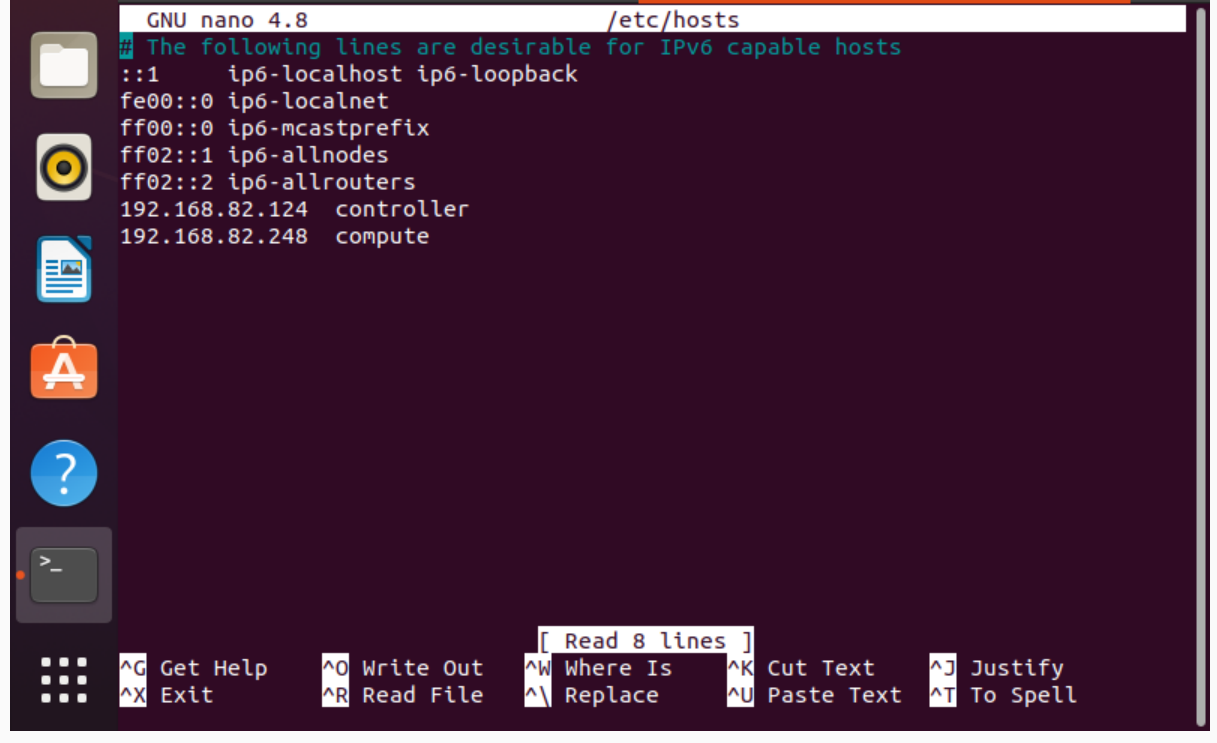 GNU nano 4.8 /etc/hosts
# The following lines are desirable for IPv6 capable hosts
::1 ip6-localhost ip6-loopback
fe00::0 ip6-localnet
ff00::0 ip6-mcastprefix
ff02::1 ip6-allnodes
ff02::2 ip6-allrouters
192.168.82.124 controller
192.168.82.248 compute
[ Read 8 lines ]
^G Get Help ^O Write Out ^W Where Is ^K Cut Text ^J Justify
^X Exit ^R Read File ^\ Replace ^U Paste Text ^T To Spell